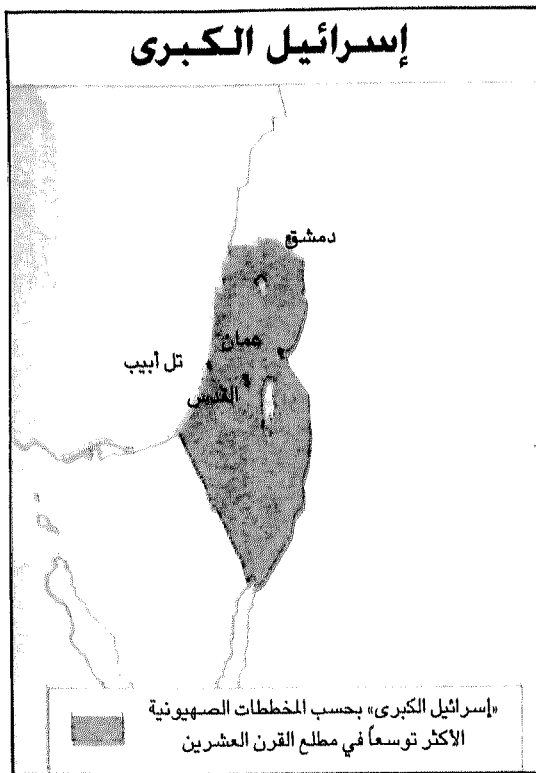 إسرائيل الكبرى
دمشق
عمان
تل أبيب
القدس
«إسرائيل الكبرى» بحسب المخططات الصهيونية
الأكثر توسعاً في مطلع القرن العشرين